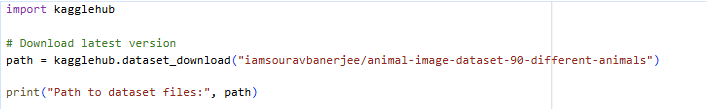 import kagglehub
# Download latest version
path = kagglehub.dataset_download("iamsouravbanerjee/animal-image-dataset-90-different-animals")
print("Path to dataset files:", path)